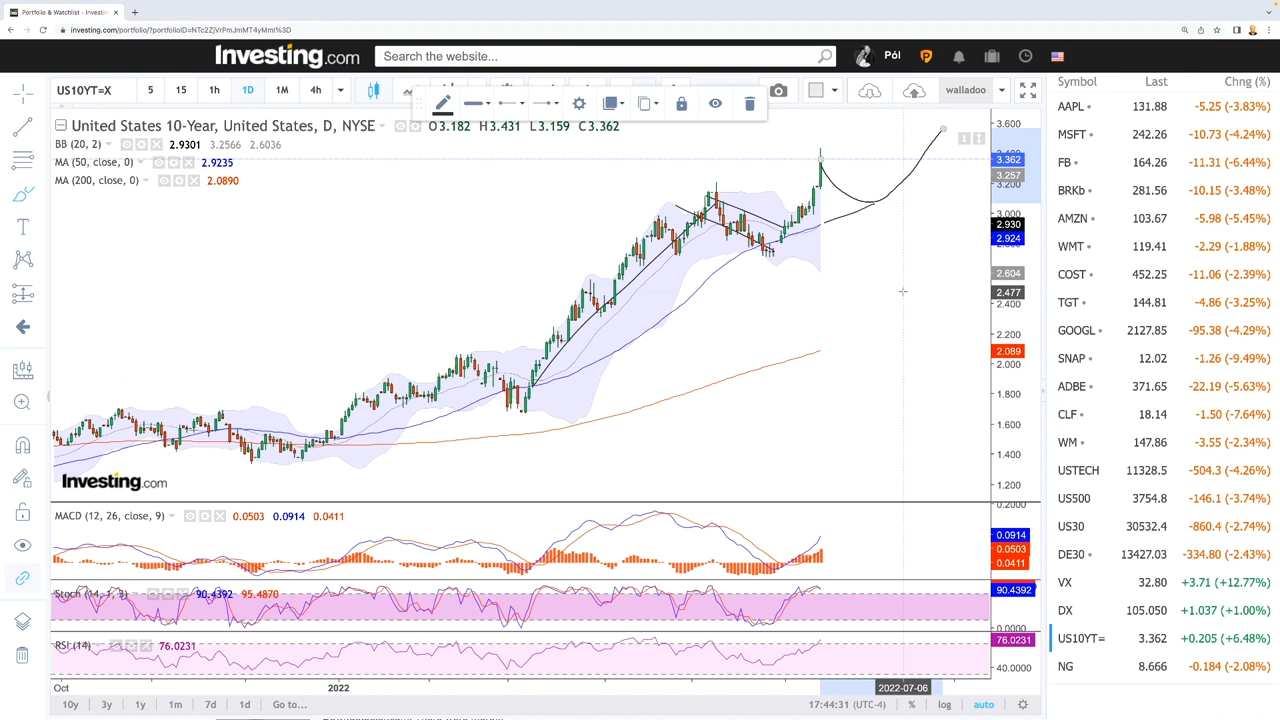 Portfolio & Watchlist - Investin
investing.com/portfolio/?portfolioID=NTc2ZjVrPmJmMT4yMmI%3D
Investing.com Search the website... Pól
US10YT=X 5 15 1h 1D 1M 4h walladoo
United States 10-Year, United States, D, NYSE O3.182 H3.431 L3.159 C3.362
BB (20, 2) 2.9301 3.2566 2.6036
MA (50, close, 0) 2.9235
MA (200, close, 0) 2.0890
3.600
3.362
3.257
3.200
3.000
2.930
2.924
2.604
2.477
2.400
2.200
2.089
2.000
1.800
1.600
1.400
1.200
Investing.com
MACD (12, 26, close, 9) 0.0503 0.0914 0.0411
0.2000
0.0914
0.0503
0.0411
Stoch (14, 1, 3) 90.4392 95.4870
90.4392
0.0000
RSI (14) 76.0231
76.0231
40.0000
Oct 2022 2022-07-06
10y 3y 1y 1m 7d 1d Go to... 17:44:31 (UTC-4) % log auto
Symbol Last Chng (%)
AAPL 131.88 -5.25 (-3.83%)
MSFT 242.26 -10.73 (-4.24%)
FB 164.26 -11.31 (-6.44%)
BRKb 281.56 -10.15 (-3.48%)
AMZN 103.67 -5.98 (-5.45%)
WMT 119.41 -2.29 (-1.88%)
COST 452.25 -11.06 (-2.39%)
TGT 144.81 -4.86 (-3.25%)
GOOGL 2127.85 -95.38 (-4.29%)
SNAP 12.02 -1.26 (-9.49%)
ADBE 371.65 -22.19 (-5.63%)
CLF 18.14 -1.50 (-7.64%)
WM 147.86 -3.55 (-2.34%)
USTECH 11328.5 -504.3 (-4.26%)
US500 3754.8 -146.1 (-3.74%)
US30 30532.4 -860.4 (-2.74%)
DE30 13427.03 -334.80 (-2.43%)
VX 32.80 +3.71 (+12.77%)
DX 105.050 +1.037 (+1.00%)
US10YT= 3.362 +0.205 (+6.48%)
NG 8.666 -0.184 (-2.08%)